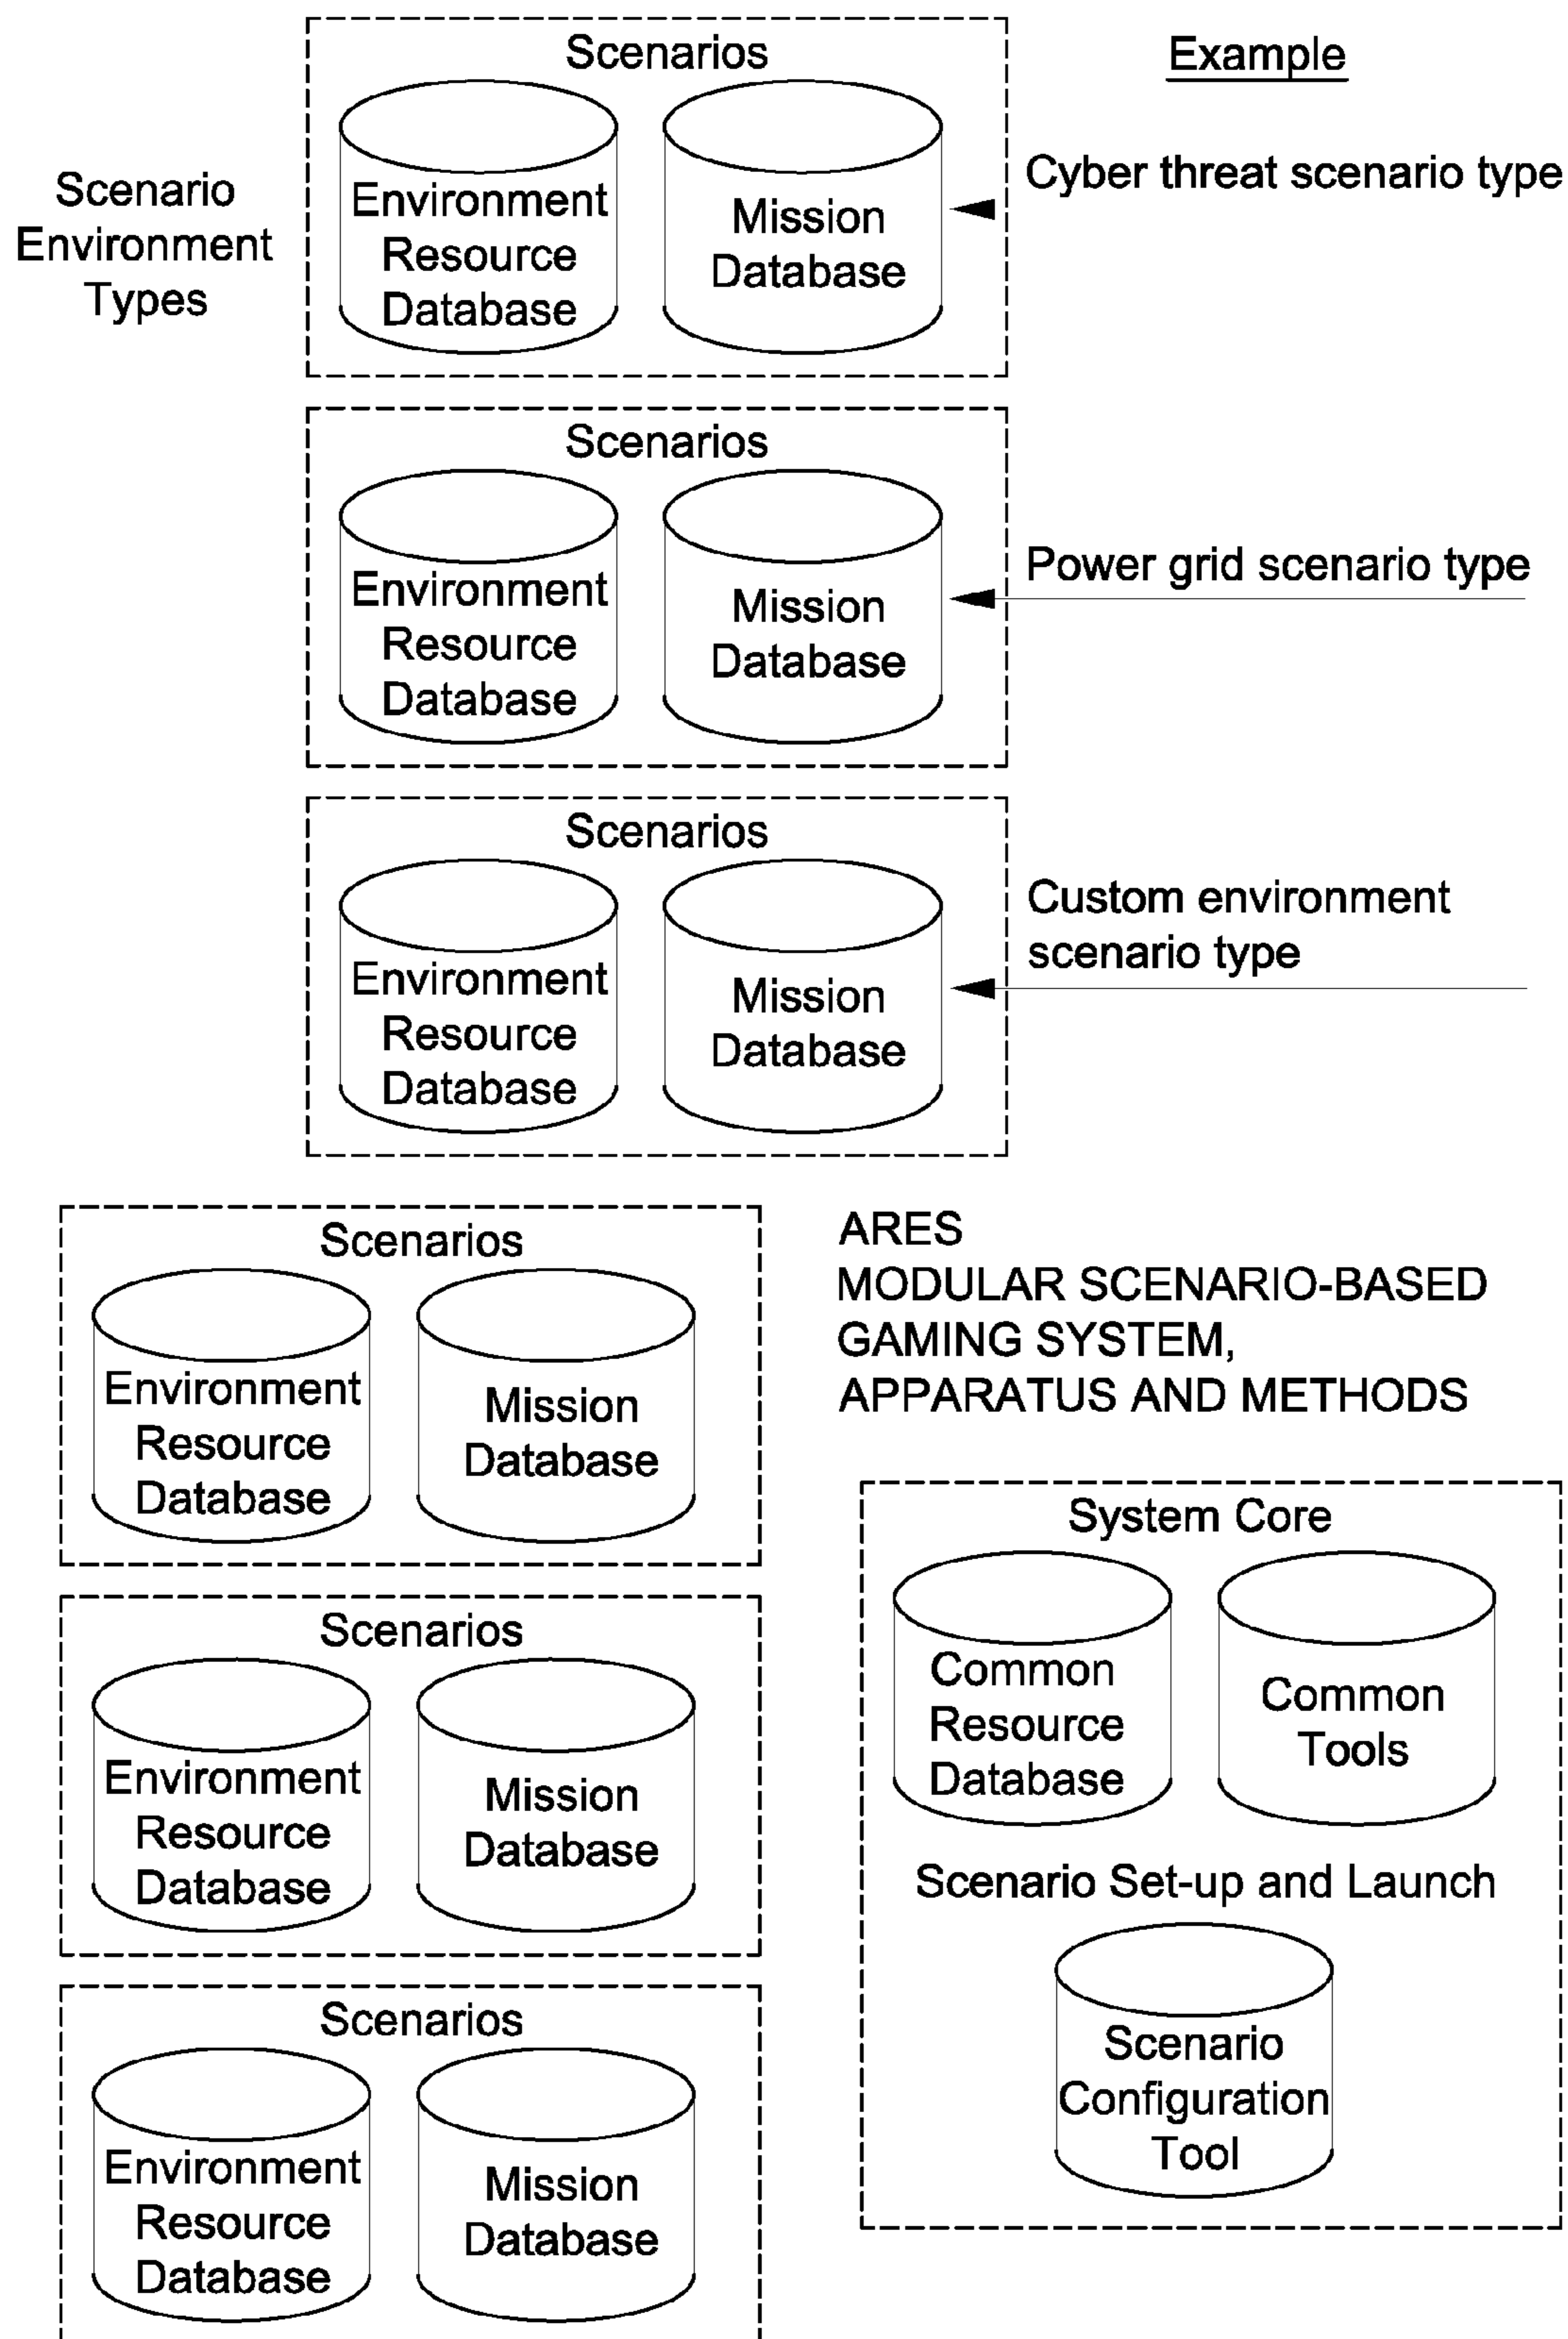 Scenario
Environment
Types
Scenarios
Environment
Resource
Database
Mission
Database
Example
Cyber threat scenario type
Scenarios
Environment
Resource
Database
Mission
Database
Power grid scenario type
Scenarios
Environment
Resource
Database
Mission
Database
Custom environment
scenario type
Scenarios
Environment
Resource
Database
Mission
Database
Scenarios
Environment
Resource
Database
Mission
Database
Scenarios
Environment
Resource
Database
Mission
Database
ARES
MODULAR SCENARIO-BASED
GAMING SYSTEM,
APPARATUS AND METHODS
System Core
Common
Resource
Database
Common
Tools
Scenario Set-up and Launch
Scenario
Configuration
Tool